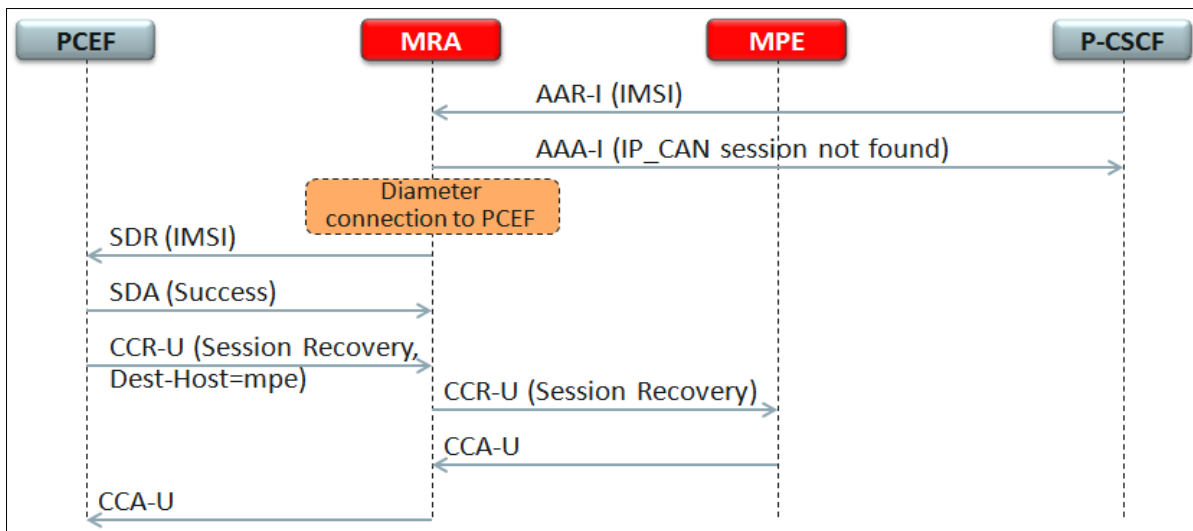 PCEF
MRA
MPE
P-CSCF
AAR-I (IMSI)
AAA-I (IP_CAN session not found)
Diameter
connection to PCEF
SDR (IMSI)
SDA (Success)
CCR-U (Session Recovery,
Dest-Host=mpe)
CCR-U (Session Recovery)
CCA-U
CCA-U